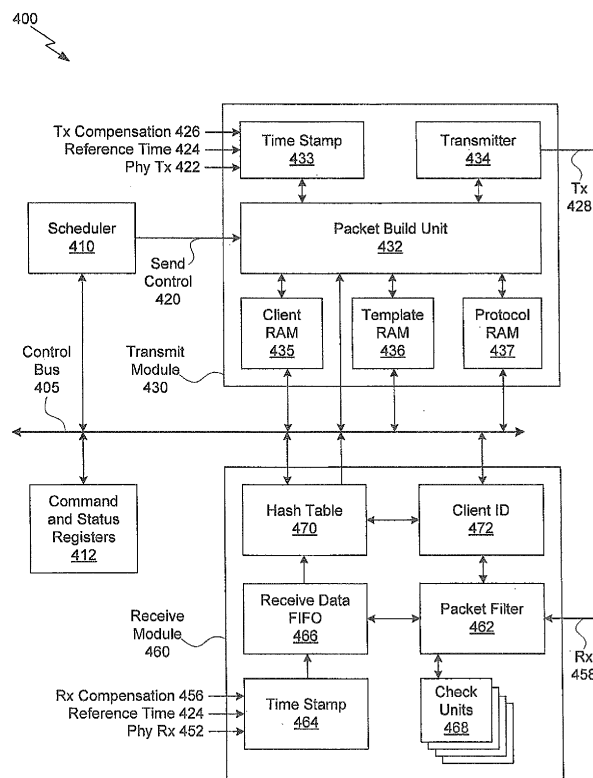 400
Tx Compensation 426
Reference Time 424
Phy Tx 422
Time Stamp
433
Transmitter
434
Tx
428
Scheduler
410
Send
Control
420
Packet Build Unit
432
Client
RAM
435
Template
RAM
436
Protocol
RAM
437
Control
Bus
405
Transmit
Module
430
Command
and Status
Registers
412
Hash Table
470
Client ID
472
Receive Data
FIFO
466
Packet Filter
462
Receive
Module
460
Rx
458
Rx Compensation 456
Reference Time 424
Phy Rx 452
Time Stamp
464
Check
Units
468